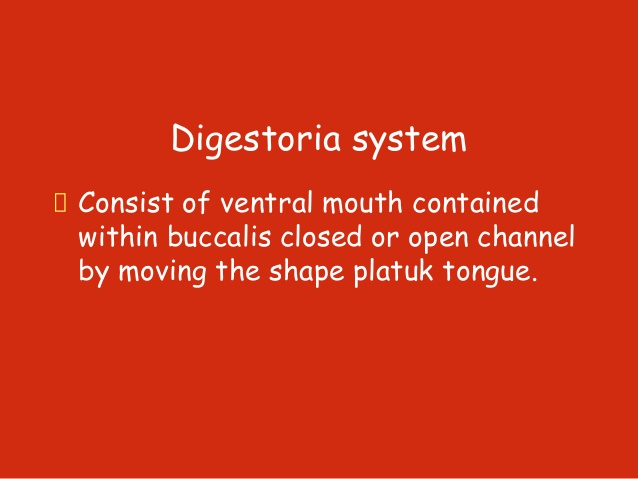 Digestoria system
Consist of ventral mouth contained
within buccalis closed or open channel
by moving the shape platuk tongue.